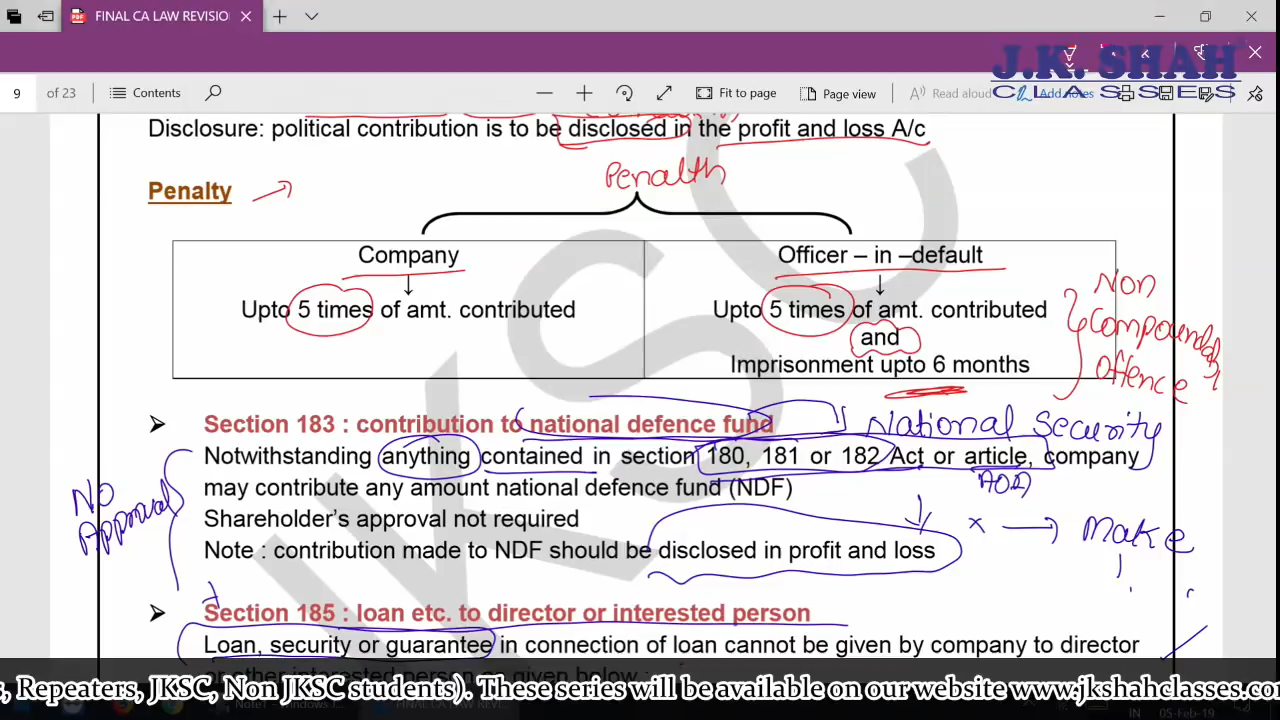 FINAL CA LAW REVISIO
J.K. SHAH
CLASSES
9 of 23 Contents Fit to page Page view Read aloud Add notes
Disclosure: political contribution is to be disclosed in the profit and loss A/c
Penalty
Penalth
Company
Officer – in –default
Upto 5 times of amt. contributed
Upto 5 times of amt. contributed
and
Imprisonment upto 6 months
Non
Offence
Section 183 : contribution to national defence fund
National Security
Notwithstanding anything contained in section 180, 181 or 182 Act or article, company
AOA
may contribute any amount national defence fund (NDF)
NO
Approval
Shareholder's approval not required
Make
Note : contribution made to NDF should be disclosed in profit and loss
Section 185 : loan etc. to director or interested person
Loan, security or guarantee in connection of loan cannot be given by company to director
s, Repeaters, JKSC, Non JKSC students). These series will be available on our website www.jkshahclasses.co
IN 05-Feb-19
JKSC